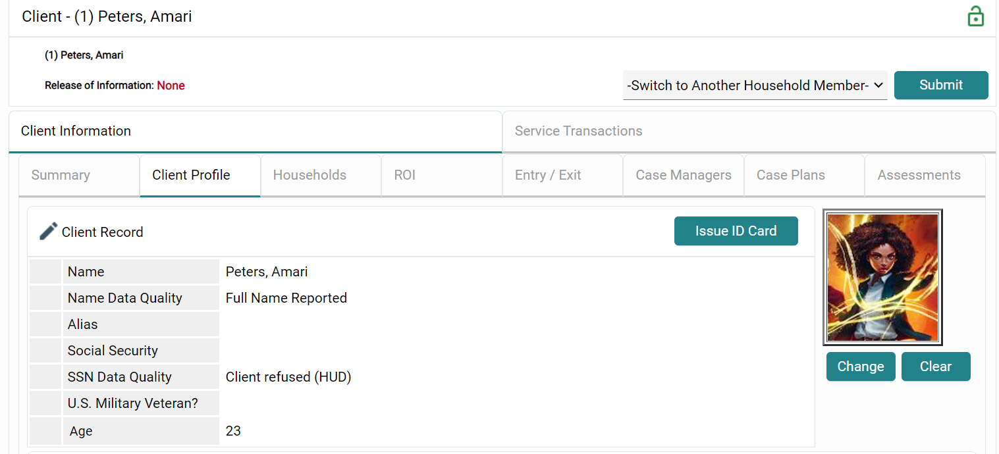 Client - (1) Peters, Amari
(1) Peters, Amari
Release of Information: None
-Switch to Another Household Member-
Submit
Client Information
Service Transactions
Summary
Client Profile
Households
ROI
Entry / Exit
Case Managers
Case Plans
Assessments
Client Record
Issue ID Card
Name Peters, Amari
Name Data Quality Full Name Reported
Alias
Social Security
SSN Data Quality Client refused (HUD)
U.S. Military Veteran?
Age 23
Change
Clear